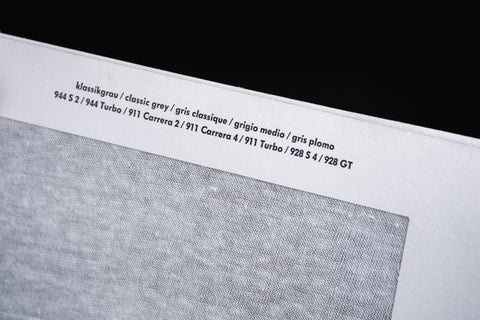 klassikgrau / classic grey / gris classique / grigio medio / gris plomo
944 S 2 / 944 Turbo / 911 Carrera 2 / 911 Carrera 4 / 911 Turbo / 928 S 4 / 928 GT